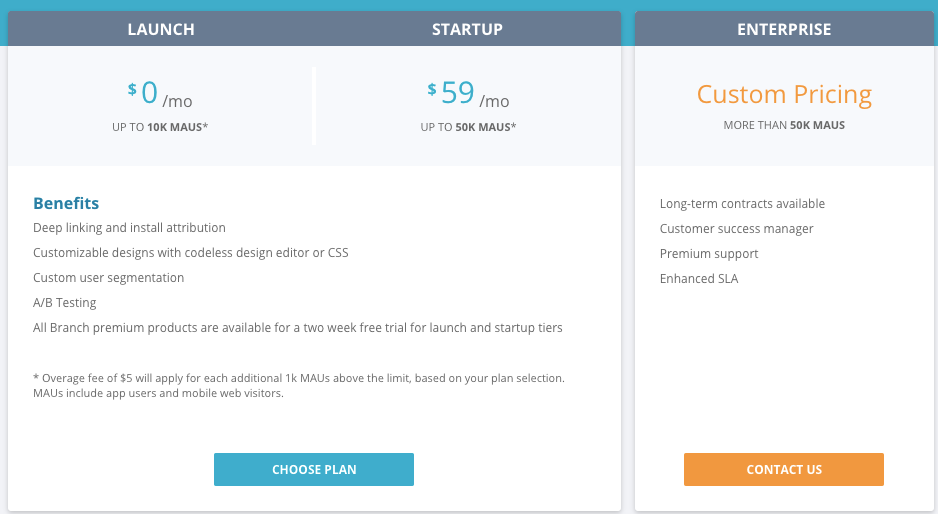 LAUNCH
STARTUP
ENTERPRISE
$0 /mo
UP TO 10K MAUS*
$59 /mo
UP TO 50K MAUS*
Custom Pricing
MORE THAN 50K MAUS
Benefits
Deep linking and install attribution
Customizable designs with codeless design editor or CSS
Custom user segmentation
A/B Testing
All Branch premium products are available for a two week free trial for launch and startup tiers
* Overage fee of $5 will apply for each additional 1k MAUs above the limit, based on your plan selection.
MAUs include app users and mobile web visitors.
CHOOSE PLAN
Long-term contracts available
Customer success manager
Premium support
Enhanced SLA
CONTACT US